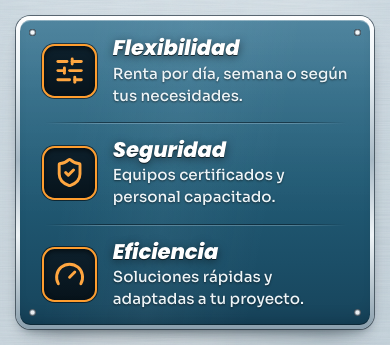 Flexibilidad
Renta por día, semana o según
tus necesidades.
Seguridad
Equipos certificados y
personal capacitado.
Eficiencia
Soluciones rápidas y
adaptadas a tu proyecto.